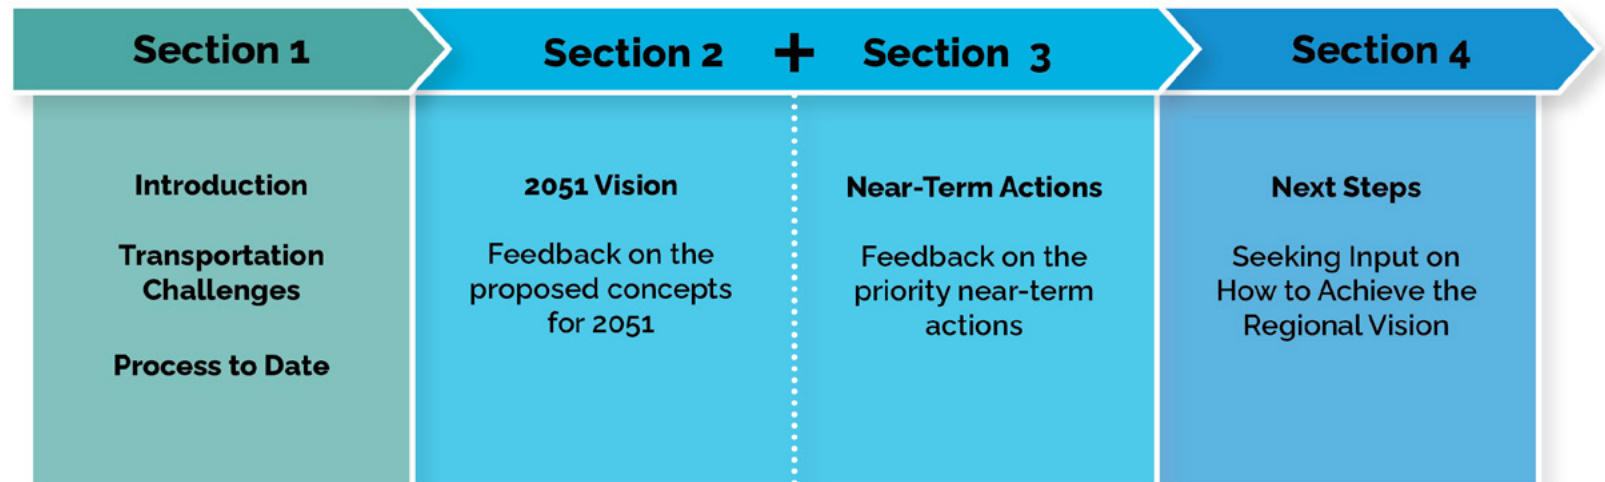 Section 1
Section 2 + Section 3
Section 4
Introduction
Transportation
Challenges
Process to Date
2051 Vision
Feedback on the
proposed concepts
for 2051
Near-Term Actions
Feedback on the
priority near-term
actions
Next Steps
Seeking Input on
How to Achieve the
Regional Vision